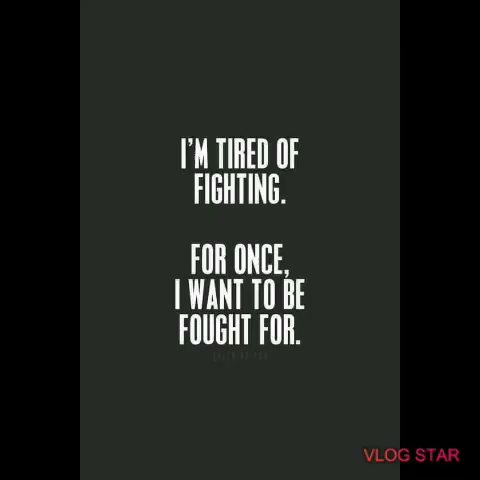 I'M TIRED OF
FIGHTING.
FOR ONCE,
I WANT TO BE
FOUGHT FOR.
VLOG STAR